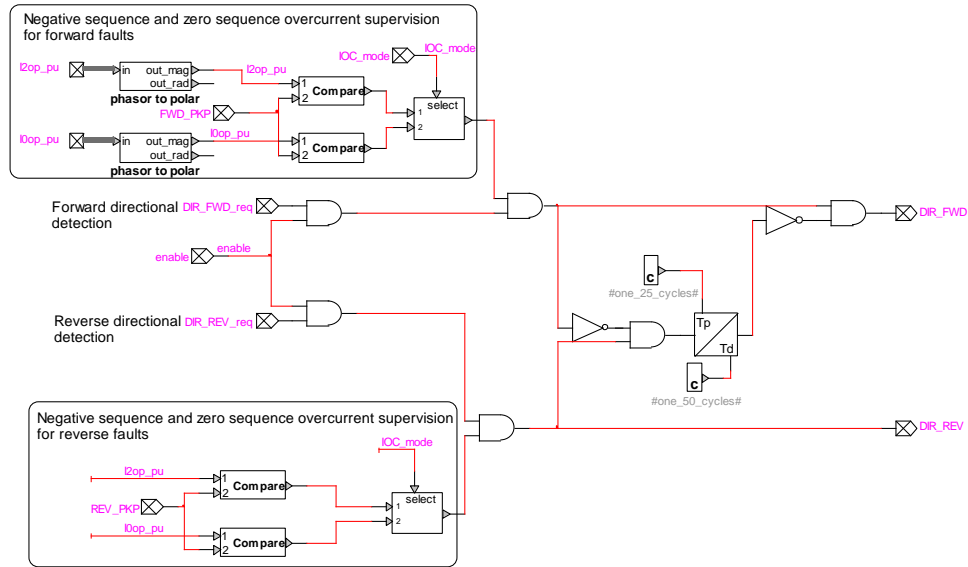 Negative sequence and zero sequence overcurrent supervision
for forward faults
IOC_mode
IOC_mode
I2op_pu
in
out_mag
out_rad
phasor to polar
I2op_pu
1
2
Compare
FWD_PKP
select
1
2
I0op_pu
in
out_mag
out_rad
phasor to polar
I0op_pu
1
2
Compare
Forward directional
detection
DIR_FWD_req
DIR_FWD
enable
enable
c
#one_25_cycles#
Reverse directional
detection
DIR_REV_req
Tp
Td
c
#one_50_cycles#
Negative sequence and zero sequence overcurrent supervision
for reverse faults
IOC_mode
DIR_REV
I2op_pu
1
2
Compare
REV_PKP
select
1
2
I0op_pu
1
2
Compare